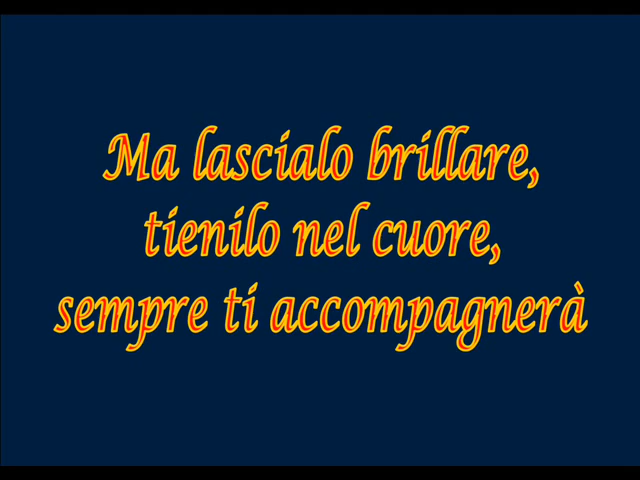 Ma lascialo brillare,
tienilo nel cuore,
sempre ti accompagnerà